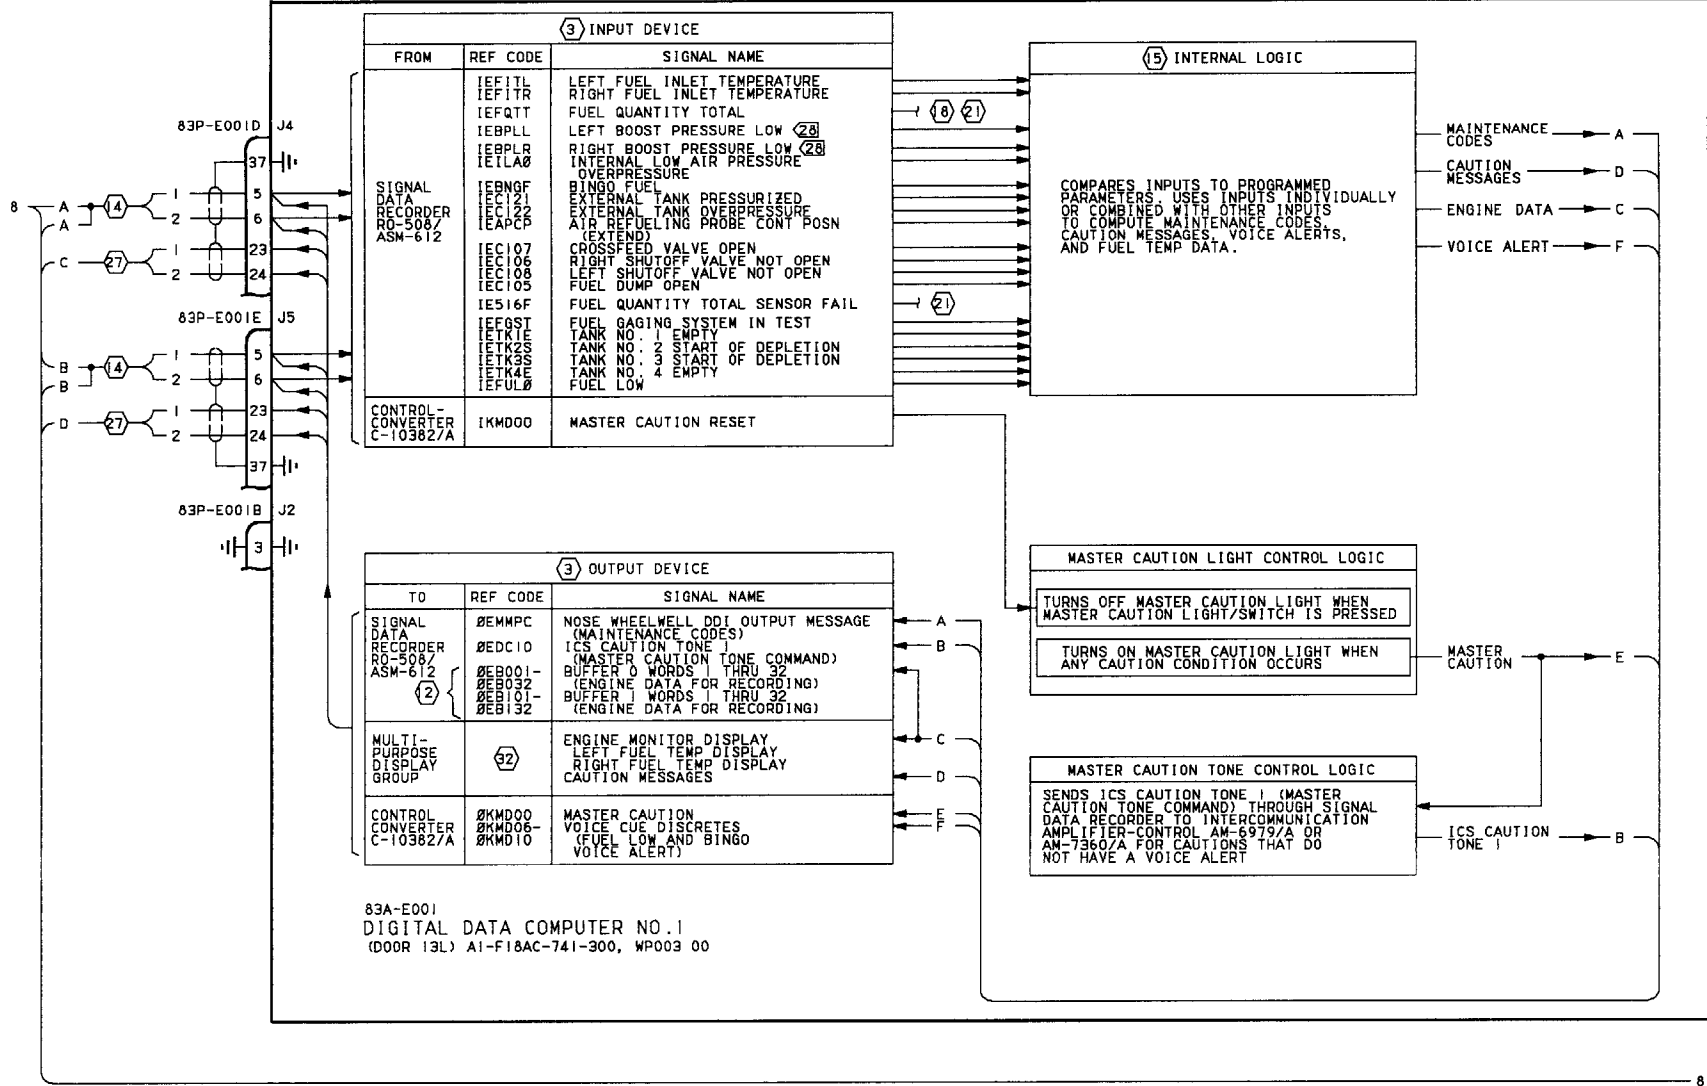 3 INPUT DEVICE
FROM REF CODE SIGNAL NAME
SIGNAL
DATA
RECORDER
RO-508/
ASM-612
IEFITL LEFT FUEL INLET TEMPERATURE
IEFITR RIGHT FUEL INLET TEMPERATURE
IEFQTT FUEL QUANTITY TOTAL 18 21
IEBPLL LEFT BOOST PRESSURE LOW 28
IEBPLR RIGHT BOOST PRESSURE LOW 28
IEILAØ INTERNAL LOW AIR PRESSURE
OVERPRESSURE
IEBNGF BINGO FUEL
IEC121 EXTERNAL TANK PRESSURIZED
IEC122 EXTERNAL TANK OVERPRESSURE
IEAPCP AIR REFUELING PROBE CONT POSN
(EXTEND)
IEC107 CROSSFEED VALVE OPEN
IEC106 RIGHT SHUTOFF VALVE NOT OPEN
IEC108 LEFT SHUTOFF VALVE NOT OPEN
IEC105 FUEL DUMP OPEN
IE516F FUEL QUANTITY TOTAL SENSOR FAIL 21
IEFGST FUEL GAGING SYSTEM IN TEST
IETK1E TANK NO. 1 EMPTY
IETK2S TANK NO. 2 START OF DEPLETION
IETK3S TANK NO. 3 START OF DEPLETION
IETK4E TANK NO. 4 EMPTY
IEFULØ FUEL LOW
CONTROL-
CONVERTER
C-10382/A
IKMD00 MASTER CAUTION RESET
15 INTERNAL LOGIC
COMPARES INPUTS TO PROGRAMMED
PARAMETERS. USES INPUTS INDIVIDUALLY
OR COMBINED WITH OTHER INPUTS
TO COMPUTE MAINTENANCE CODES,
CAUTION MESSAGES, VOICE ALERTS,
AND FUEL TEMP DATA.
MAINTENANCE
CODES
A
CAUTION
MESSAGES
D
ENGINE DATA C
VOICE ALERT F
83P-E001D J4
37
8 A 14 1 5
A 2 6
C 27 1 23
2 24
83P-E001E J5
B 14 1 5
B 2 6
D 27 1 23
2 24
37
83P-E001B J2
3
3 OUTPUT DEVICE
TO REF CODE SIGNAL NAME
SIGNAL
DATA
RECORDER
RO-508/
ASM-612
12
ØEMMPC NOSE WHEELWELL DDI OUTPUT MESSAGE
(MAINTENANCE CODES)
A
ØEDC10 ICS CAUTION TONE 1
(MASTER CAUTION TONE COMMAND)
B
ØEB001- BUFFER 0 WORDS 1 THRU 32
ØEB032 (ENGINE DATA FOR RECORDING)
ØEB101- BUFFER 1 WORDS 1 THRU 32
ØEB132 (ENGINE DATA FOR RECORDING)
MULTI-
PURPOSE
DISPLAY
GROUP
32
ENGINE MONITOR DISPLAY C
LEFT FUEL TEMP DISPLAY
RIGHT FUEL TEMP DISPLAY
CAUTION MESSAGES D
CONTROL
CONVERTER
C-10382/A
ØKMD00 MASTER CAUTION E
ØKMD06- VOICE CUE DISCRETES F
ØKMD10 (FUEL LOW AND BINGO
VOICE ALERT)
MASTER CAUTION LIGHT CONTROL LOGIC
TURNS OFF MASTER CAUTION LIGHT WHEN
MASTER CAUTION LIGHT/SWITCH IS PRESSED
TURNS ON MASTER CAUTION LIGHT WHEN
ANY CAUTION CONDITION OCCURS
MASTER
CAUTION
E
MASTER CAUTION TONE CONTROL LOGIC
SENDS ICS CAUTION TONE 1 (MASTER
CAUTION TONE COMMAND) THROUGH SIGNAL
DATA RECORDER TO INTERCOMMUNICATION
AMPLIFIER-CONTROL AM-6979/A OR
AM-7360/A FOR CAUTIONS THAT DO
NOT HAVE A VOICE ALERT
ICS CAUTION
TONE 1
B
83A-E001
DIGITAL DATA COMPUTER NO.1
(DOOR 13L) A1-F18AC-741-300, WP003 00
8